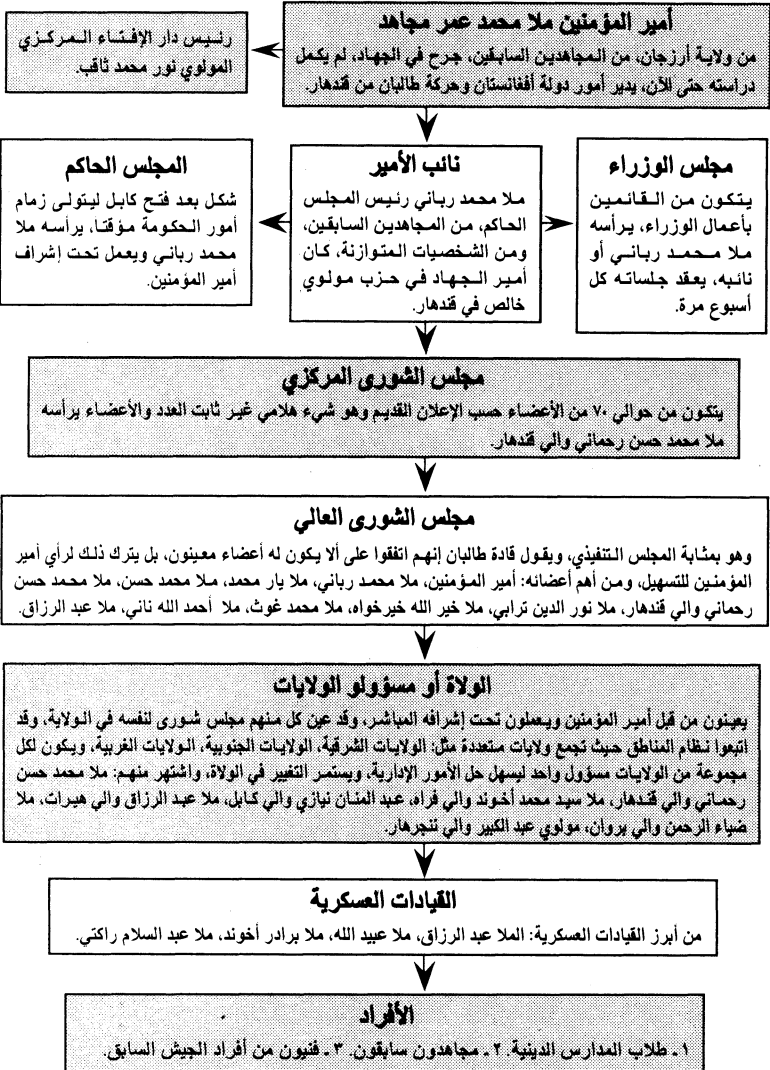 أمير المؤمنين ملا محمد عمر مجاهد
من ولاية أرزجان، من المجاهدين السابقين، جرح في الجهاد، لم يكمل
دراسته حتى الآن، يدير أمور دولة أفغانستان وحركة طالبان من قندهار.
رئيس دار الإفتاء المركزي
المولوي نور محمد ثاقب.
مجلس الوزراء
يتكون من القائمين
بأعمال الوزراء، يرأسه
ملا محمد رباني أو
نائبه، يعقد جلساته كل
أسبوع مرة.
نائب الأمير
ملا محمد رباني رئيس المجلس
الحاكم، من المجاهدين السابقين،
ومن الشخصيات المتوازنة، كان
أمير الجهاد في حزب مولوي
خالص في قندهار.
المجلس الحاكم
شكل بعد فتح كابل ليتولى زمام
أمور الحكومة مؤقتا، يرأسه ملا
محمد رباني ويعمل تحت إشراف
أمير المؤمنين.
مجلس الشورى المركزي
يتكون من حوالي ٧٠ من الأعضاء حسب الإعلان القديم وهو شيء هلامي غير ثابت العدد والأعضاء يرأسه
ملا محمد حسن رحماني والي قندهار.
مجلس الشورى العالي
وهو بمثابة المجلس التنفيذي، ويقول قادة طالبان إنهم اتفقوا على ألا يكون له أعضاء معينون، بل يترك ذلك لرأي أمير
المؤمنين للتسهيل، ومن أهم أعضائه: أمير المؤمنين، ملا محمد رباني، ملا يار محمد، ملا محمد حسن، ملا محمد حسن
رحماني والي قندهار، ملا نور الدين ترابي، ملا خير الله خيرخواه، ملا محمد غوث، ملا أحمد الله ناني، ملا عبد الرزاق.
الولاة أو مسؤولو الولايات
يعينون من قبل أمير المؤمنين ويعملون تحت إشرافه المباشر، وقد عين كل منهم مجلس شورى لنفسه في الولاية، وقد
اتبعوا نظام المناطق حيث تجمع ولايات متعددة مثل: الولايات الشرقية، الولايات الجنوبية، الولايات الغربية، ويكون لكل
مجموعة من الولايات مسؤول واحد ليسهل حل الأمور الإدارية، ويستمر التغيير في الولاة، واشتهر منهم: ملا محمد حسن
رحماني والي قندهار، ملا سيد محمد أخوند والي فراه، عبد المنان نيازي والي كابل، ملا عبد الرزاق والي هيرات، ملا
ضياء الرحمن والي بروان، مولوي عبد الكبير والي ننجرهار.
القيادات العسكرية
من أبرز القيادات العسكرية: الملا عبد الرزاق، ملا عبيد الله، ملا برادر أخوند، ملا عبد السلام راكتي.
الأفراد
١ ـ طلاب المدارس الدينية. ٢ ـ مجاهدون سابقون. ٣ ـ فنيون من أفراد الجيش السابق.